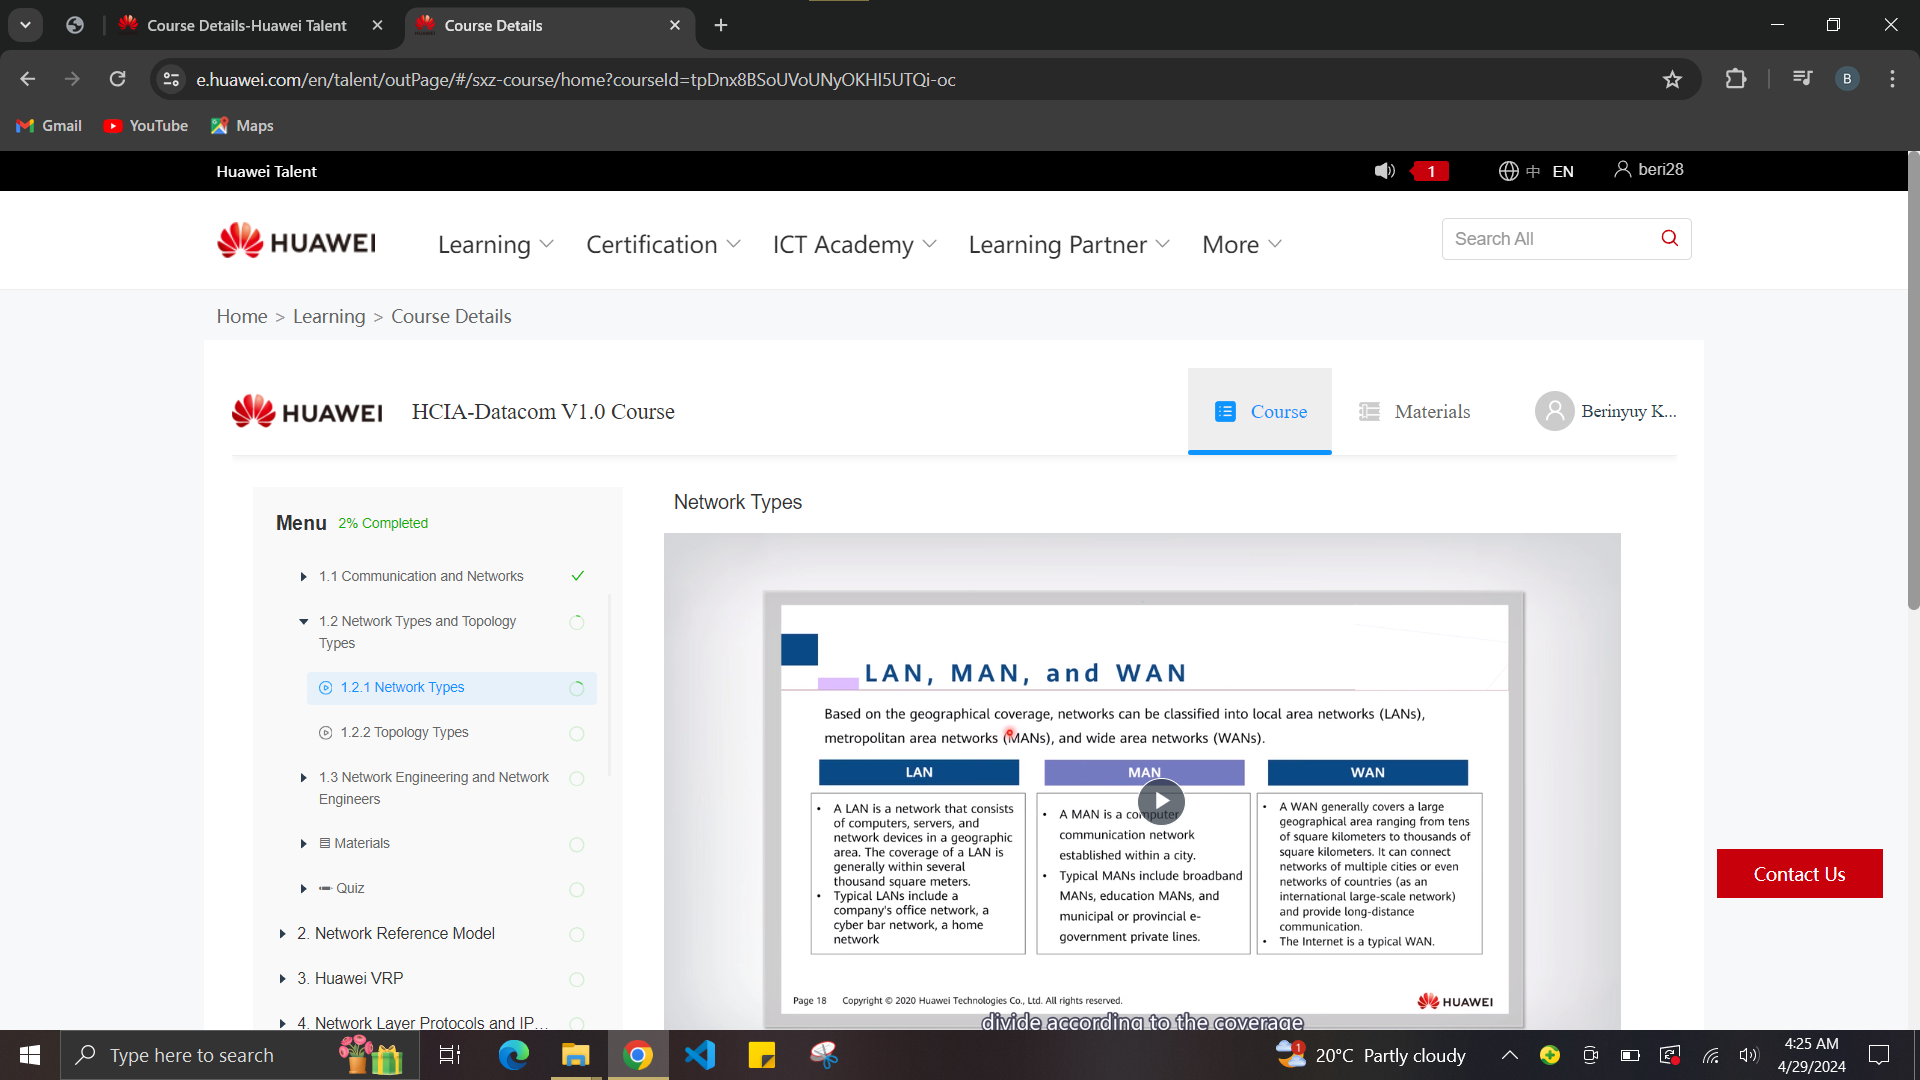 Course Details-Huawei Talent
Course Details
e.huawei.com/en/talent/outPage/#/sxz-course/home?courseId=tpDnx8BSoUVoUNyOKHI5UTQi-oc
B
Gmail YouTube Maps
Huawei Talent
1
中 EN
beri28
HUAWEI
Learning Certification ICT Academy Learning Partner More
Search All
Home > Learning > Course Details
HUAWEI HCIA-Datacom V1.0 Course
Course
Materials
Berinyuy K...
Menu 2% Completed
1.1 Communication and Networks
1.2 Network Types and Topology
Types
1.2.1 Network Types
1.2.2 Topology Types
1.3 Network Engineering and Network
Engineers
Materials
Quiz
2. Network Reference Model
3. Huawei VRP
4. Network Layer Protocols and IP...
Network Types
LAN, MAN, and WAN
Based on the geographical coverage, networks can be classified into local area networks (LANs),
metropolitan area networks (MANs), and wide area networks (WANs).
LAN
• A LAN is a network that consists
of computers, servers, and
network devices in a geographic
area. The coverage of a LAN is
generally within several
thousand square meters.
• Typical LANs include a
company's office network, a
cyber bar network, a home
network
MAN
• A MAN is a computer
communication network
established within a city.
• Typical MANs include broadband
MANs, education MANs, and
municipal or provincial e-
government private lines.
WAN
• A WAN generally covers a large
geographical area ranging from tens
of square kilometers to thousands of
square kilometers. It can connect
networks of multiple cities or even
networks of countries (as an
international large-scale network)
and provide long-distance
communication.
• The Internet is a typical WAN.
Page 18 Copyright © 2020 Huawei Technologies Co., Ltd. All rights reserved.
HUAWEI
divide according to the coverage
Contact Us
Type here to search
1
20°C Partly cloudy
4:25 AM
4/29/2024